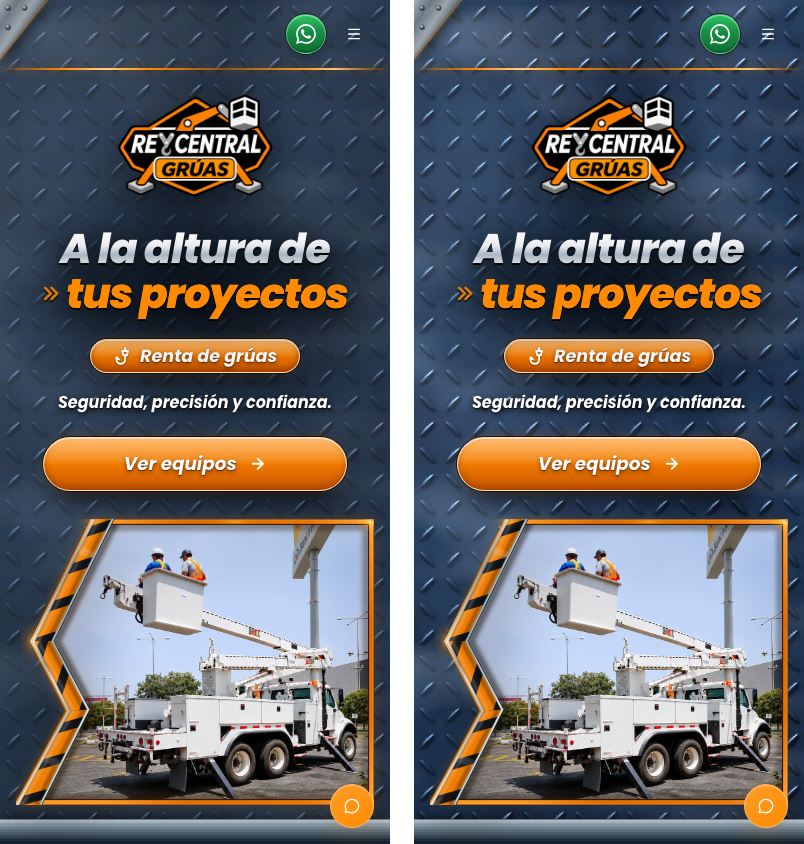 REYCENTRAL
GRÚAS
A la altura de
» tus proyectos
Renta de grúas
Seguridad, precisión y confianza.
Ver equipos →
REYCENTRAL
GRÚAS
A la altura de
» tus proyectos
Renta de grúas
Seguridad, precisión y confianza.
Ver equipos →